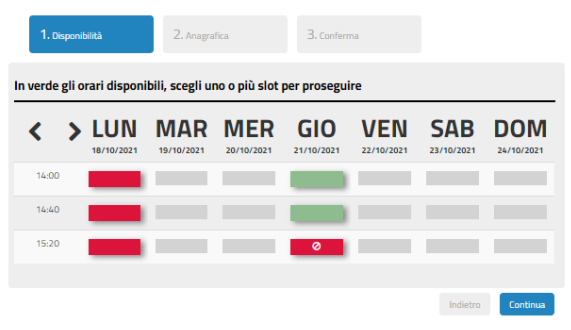 1. Disponibilità 2. Anagrafica 3. Conferma
In verde gli orari disponibili, scegli uno o più slot per proseguire
LUN MAR MER GIO VEN SAB DOM
18/10/2021 19/10/2021 20/10/2021 21/10/2021 22/10/2021 23/10/2021 24/10/2021
14:00
14:40
15:20
Indietro Continua